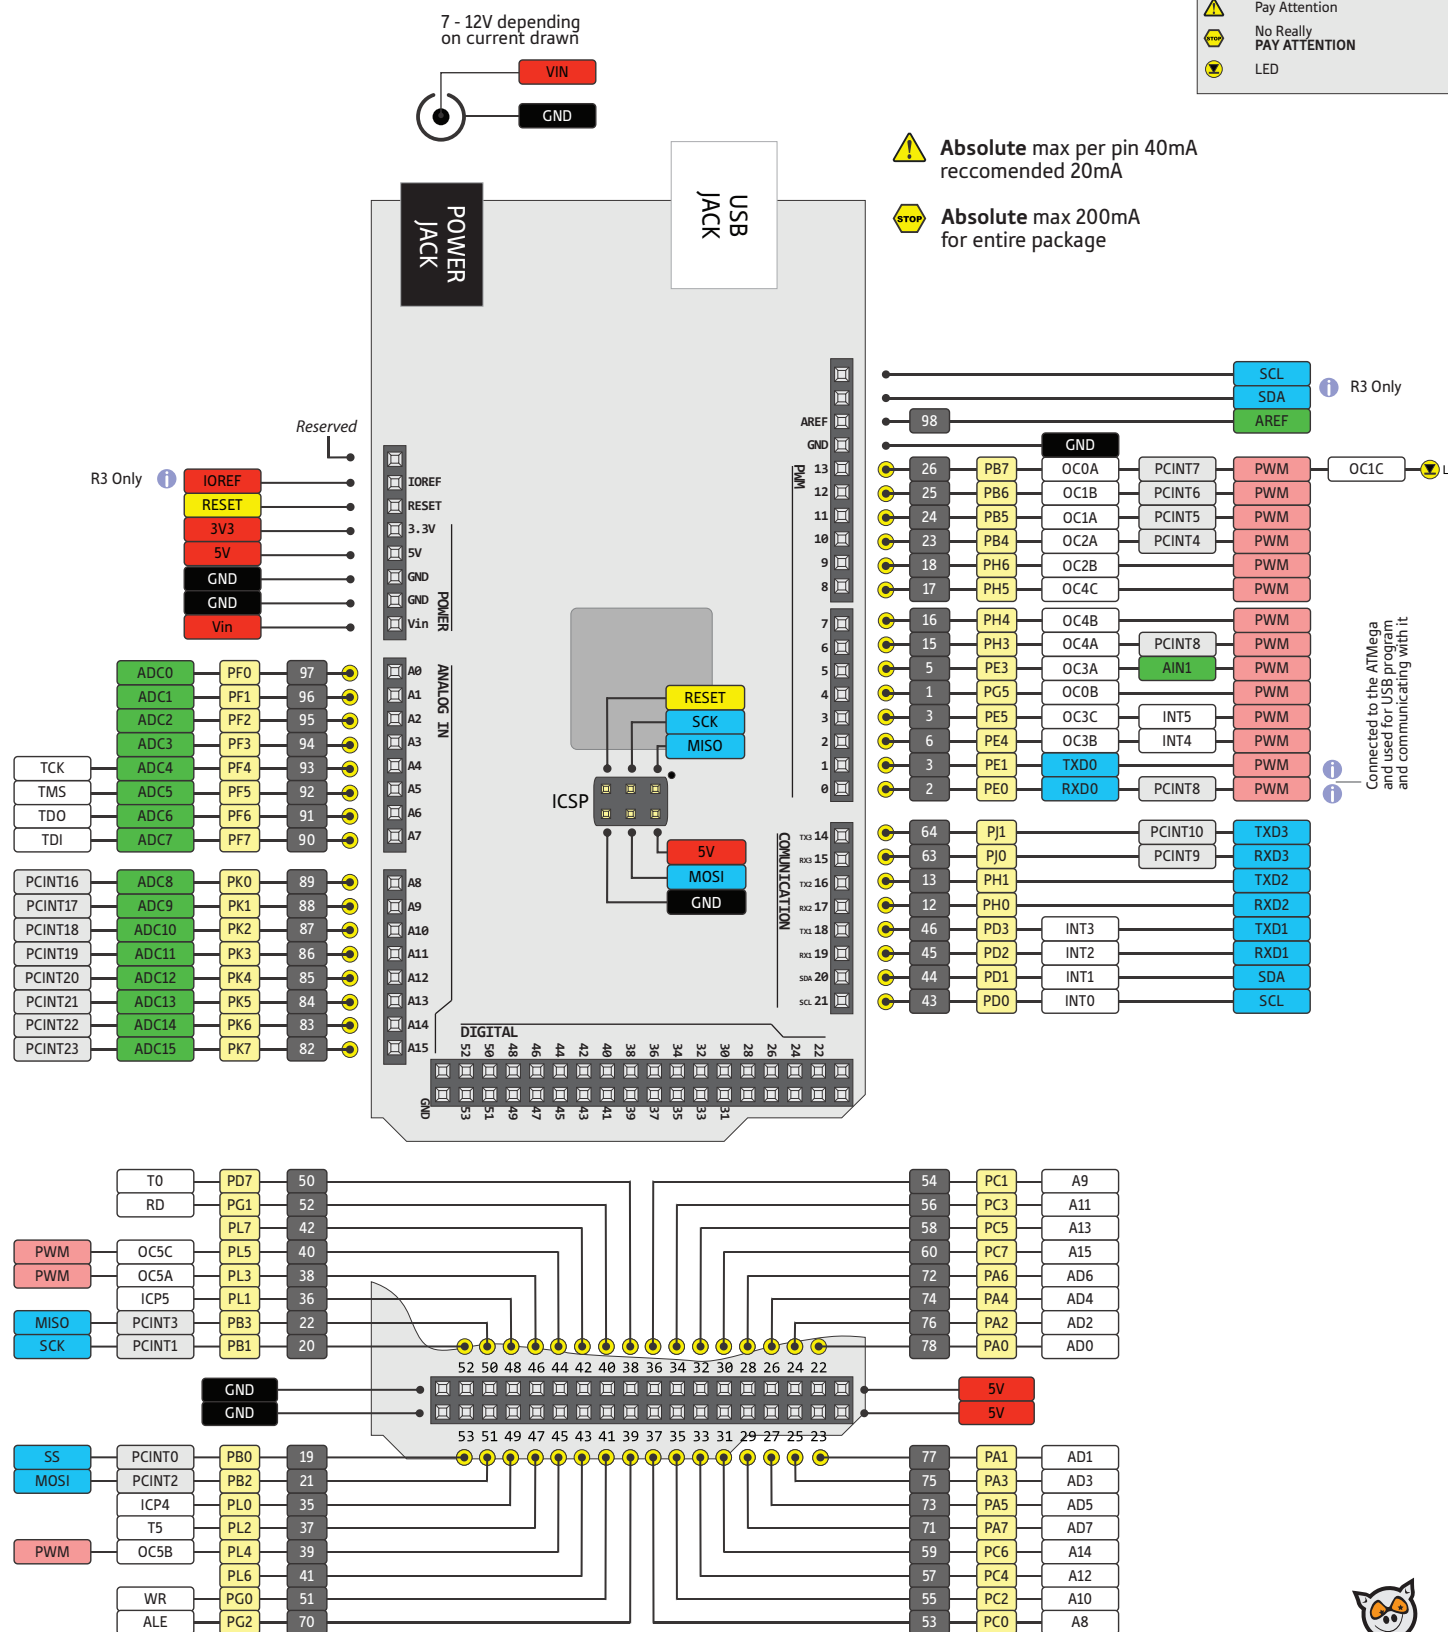 7 - 12V depending
on current drawn
VIN
GND
Pay Attention
No Really
PAY ATTENTION
STOP
LED
Absolute max per pin 40mA
reccomended 20mA
STOP
Absolute max 200mA
for entire package
POWER
JACK
USB
JACK
SCL
SDA
R3 Only
AREF 98 AREF
GND GND
13 26 PB7 OC0A PCINT7 PWM OC1C L
12 25 PB6 OC1B PCINT6 PWM
11 24 PB5 OC1A PCINT5 PWM
10 23 PB4 OC2A PCINT4 PWM
9 18 PH6 OC2B PWM
8 17 PH5 OC4C PWM
PWM
7 16 PH4 OC4B PWM
6 15 PH3 OC4A PCINT8 PWM
5 5 PE3 OC3A AIN1 PWM
4 1 PG5 OC0B PWM
3 3 PE5 OC3C INT5 PWM
2 6 PE4 OC3B INT4 PWM
1 3 PE1 TXD0 PWM
0 2 PE0 RXD0 PCINT8 PWM
Connected to the ATMega
and used for USB program
and communicating with it
TX3 14 64 PJ1 PCINT10 TXD3
RX3 15 63 PJ0 PCINT9 RXD3
TX2 16 13 PH1 TXD2
RX2 17 12 PH0 RXD2
TX1 18 46 PD3 INT3 TXD1
RX1 19 45 PD2 INT2 RXD1
SDA 20 44 PD1 INT1 SDA
SCL 21 43 PD0 INT0 SCL
COMUNICATION
Reserved
R3 Only
IOREF IOREF
RESET RESET
3V3 3.3V
5V 5V
GND GND
GND GND
Vin Vin
POWER
ADC0 PF0 97 A0
ADC1 PF1 96 A1
ADC2 PF2 95 A2
ADC3 PF3 94 A3
TCK ADC4 PF4 93 A4
TMS ADC5 PF5 92 A5
TDO ADC6 PF6 91 A6
TDI ADC7 PF7 90 A7
ANALOG IN
PCINT16 ADC8 PK0 89 A8
PCINT17 ADC9 PK1 88 A9
PCINT18 ADC10 PK2 87 A10
PCINT19 ADC11 PK3 86 A11
PCINT20 ADC12 PK4 85 A12
PCINT21 ADC13 PK5 84 A13
PCINT22 ADC14 PK6 83 A14
PCINT23 ADC15 PK7 82 A15
RESET
SCK
MISO
ICSP
5V
MOSI
GND
DIGITAL
52 50 48 46 44 42 40 38 36 34 32 30 28 26 24 22
GND 53 51 49 47 45 43 41 39 37 35 33 31
T0 PD7 50
RD PG1 52
PL7 42
PWM OC5C PL5 40
PWM OC5A PL3 38
ICP5 PL1 36
MISO PCINT3 PB3 22
SCK PCINT1 PB1 20
54 PC1 A9
56 PC3 A11
58 PC5 A13
60 PC7 A15
72 PA6 AD6
74 PA4 AD4
76 PA2 AD2
78 PA0 AD0
52 50 48 46 44 42 40 38 36 34 32 30 28 26 24 22
GND 5V
GND 5V
53 51 49 47 45 43 41 39 37 35 33 31 29 27 25 23
SS PCINT0 PB0 19
MOSI PCINT2 PB2 21
ICP4 PL0 35
T5 PL2 37
PWM OC5B PL4 39
PL6 41
WR PG0 51
ALE PG2 70
77 PA1 AD1
75 PA3 AD3
73 PA5 AD5
71 PA7 AD7
59 PC6 A14
57 PC4 A12
55 PC2 A10
53 PC0 A8